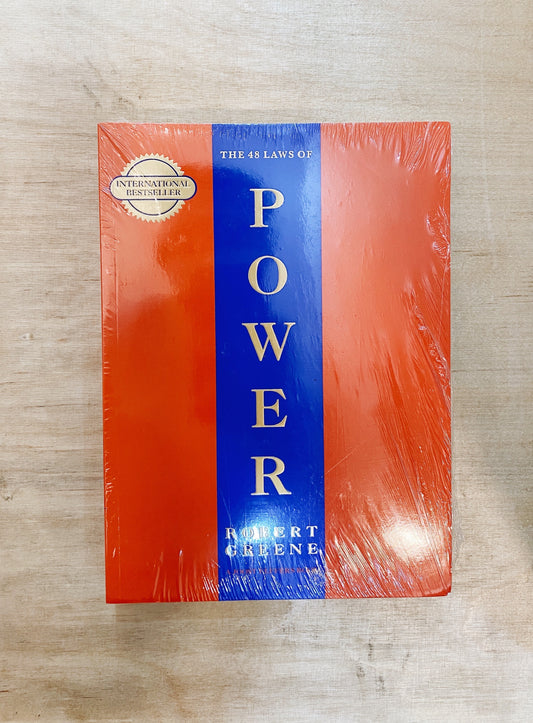 THE 48 LAWS OF
INTERNATIONAL
BESTSELLER
POWER
ROBERT
GREENE